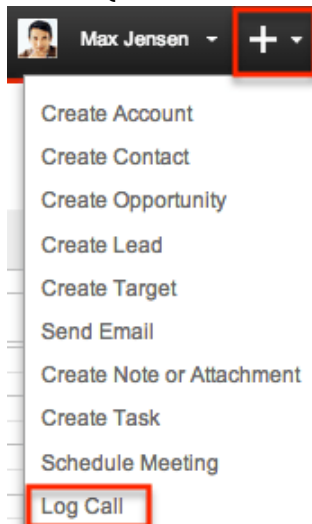 Max Jensen
Create Account
Create Contact
Create Opportunity
Create Lead
Create Target
Send Email
Create Note or Attachment
Create Task
Schedule Meeting
Log Call